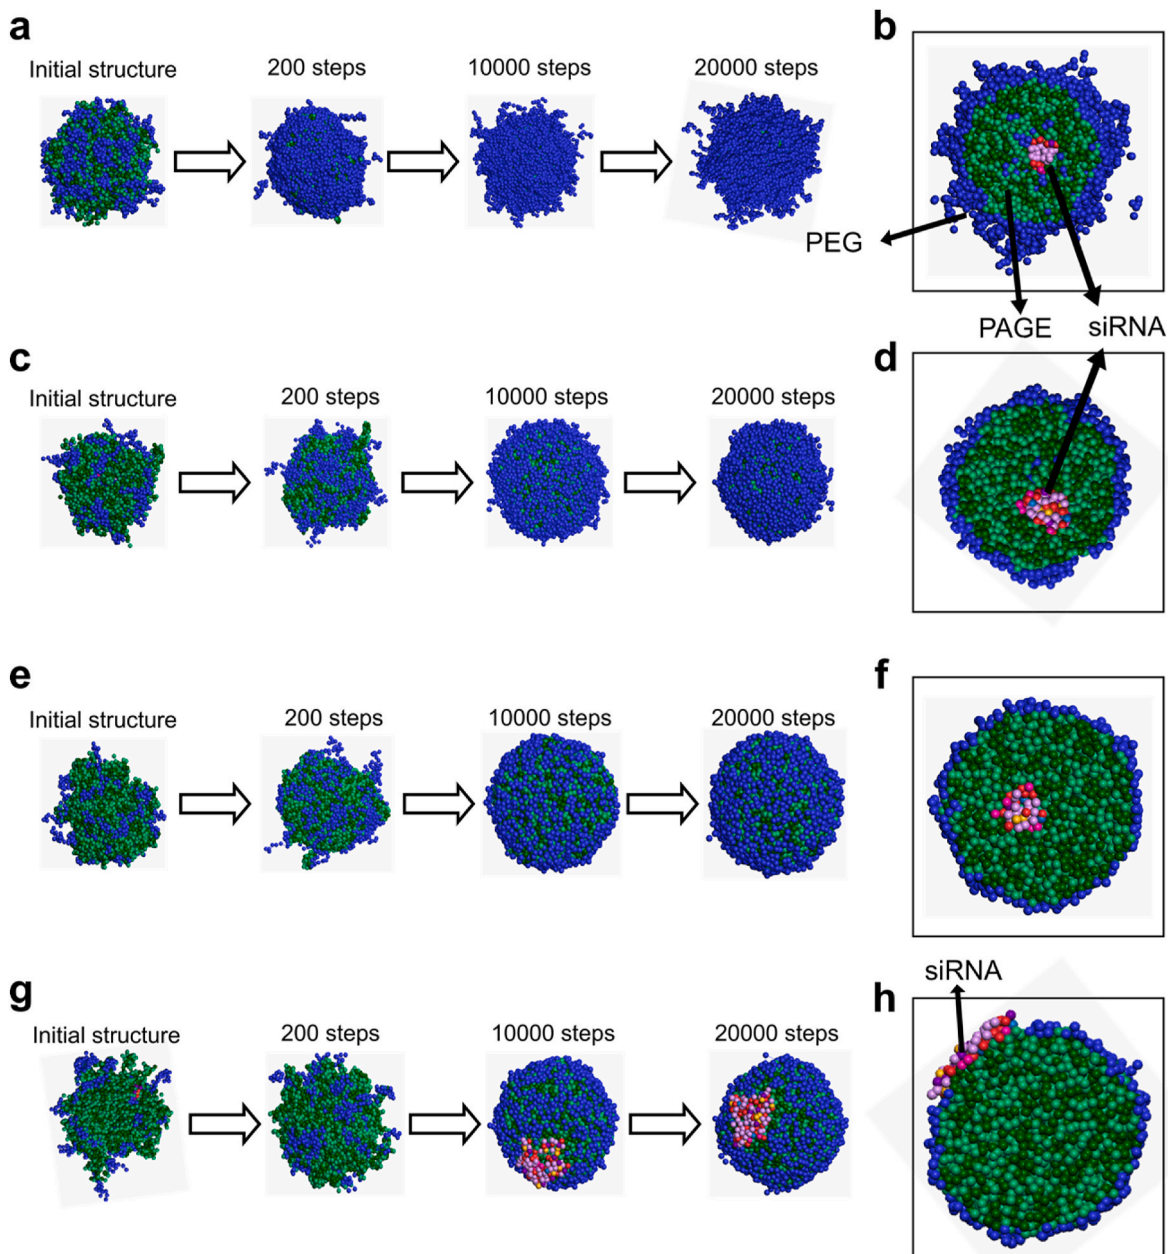 a
Initial structure
200 steps
10000 steps
20000 steps
b
PEG
PAGE
siRNA
c
Initial structure
200 steps
10000 steps
20000 steps
d
e
Initial structure
200 steps
10000 steps
20000 steps
f
g
Initial structure
200 steps
10000 steps
20000 steps
siRNA
h